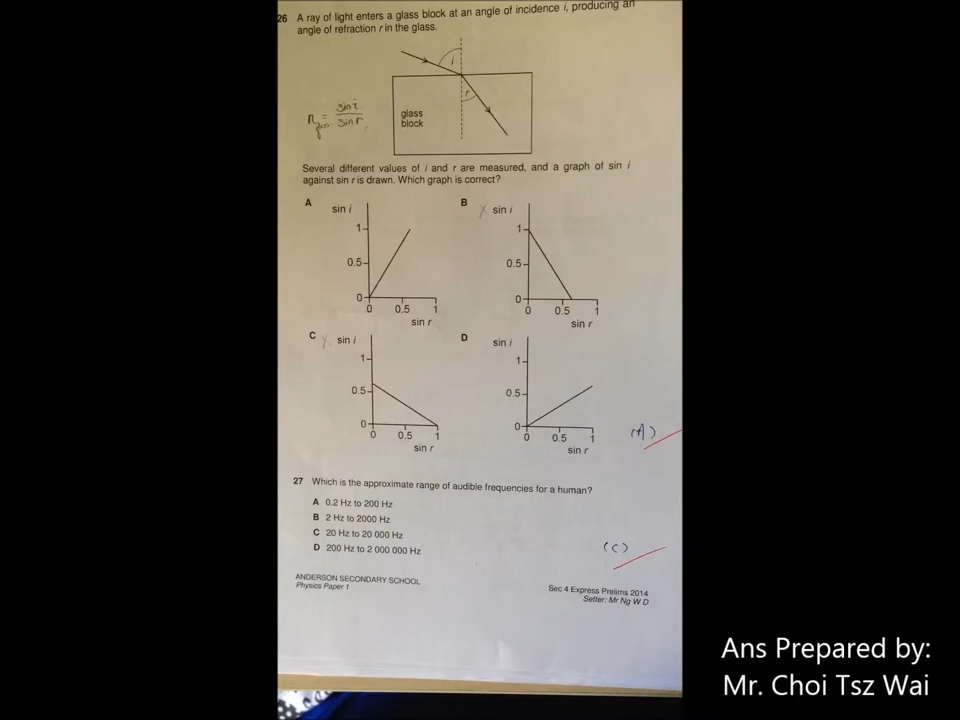 26 A ray of light enters a glass block at an angle of incidence i, producing an
angle of refraction r in the glass.
i
r
glass
block
n glass = sin i / sin r
Several different values of i and r are measured, and a graph of sin i
against sin r is drawn. Which graph is correct?
A sin i
1
0.5
0
0 0.5 1
sin r
B X sin i
1
0.5
0
0 0.5 1
sin r
C X sin i
1
0.5
0
0 0.5 1
sin r
D sin i
1
0.5
0
0 0.5 1
sin r
(A)
27 Which is the approximate range of audible frequencies for a human?
A 0.2 Hz to 200 Hz
B 2 Hz to 2000 Hz
C 20 Hz to 20 000 Hz
D 200 Hz to 2 000 000 Hz
(C)
ANDERSON SECONDARY SCHOOL
Physics Paper 1
Sec 4 Express Prelims 2014
Setter: Mr Ng W D
Ans Prepared by:
Mr. Choi Tsz Wai